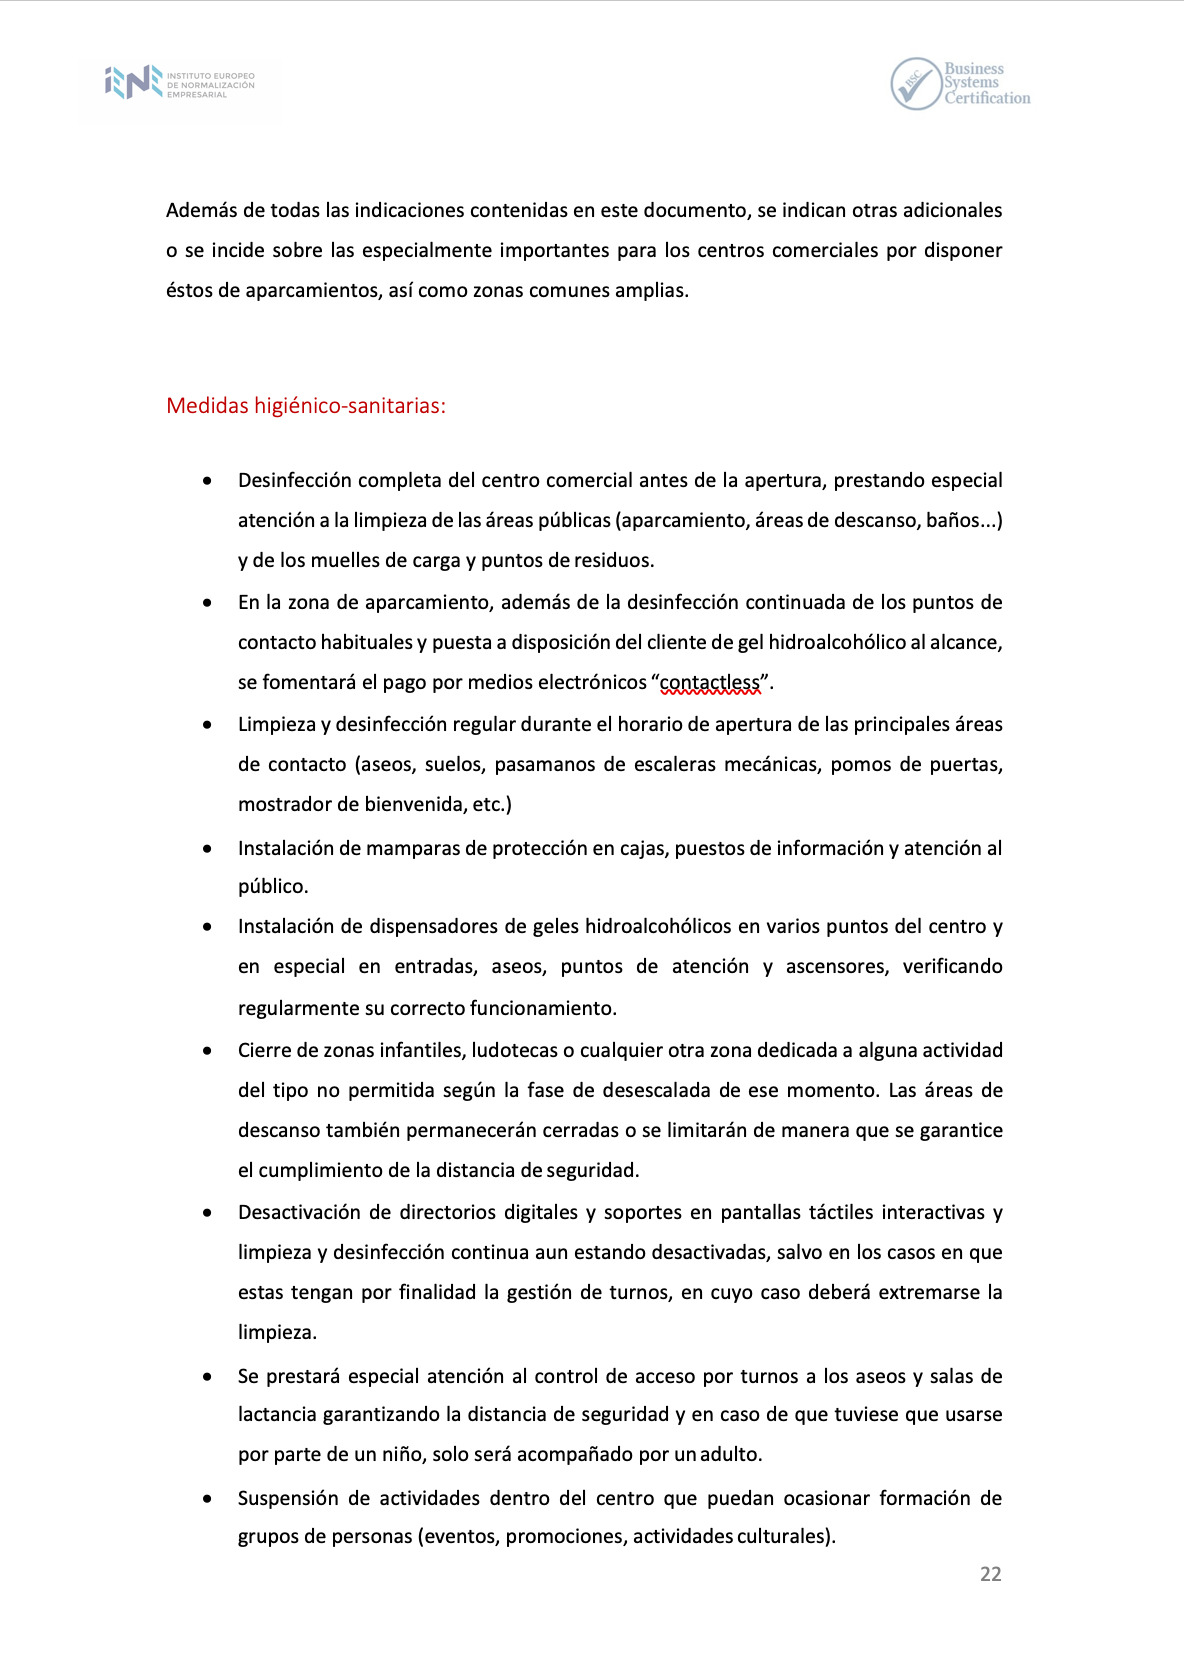 iENE INSTITUTO EUROPEO
DE NORMALIZACIÓN
EMPRESARIAL
BSC
Business
Systems
Certification
Además de todas las indicaciones contenidas en este documento, se indican otras adicionales
o se incide sobre las especialmente importantes para los centros comerciales por disponer
éstos de aparcamientos, así como zonas comunes amplias.
Medidas higiénico-sanitarias:
• Desinfección completa del centro comercial antes de la apertura, prestando especial
atención a la limpieza de las áreas públicas (aparcamiento, áreas de descanso, baños...)
y de los muelles de carga y puntos de residuos.
• En la zona de aparcamiento, además de la desinfección continuada de los puntos de
contacto habituales y puesta a disposición del cliente de gel hidroalcohólico al alcance,
se fomentará el pago por medios electrónicos “contactless”.
• Limpieza y desinfección regular durante el horario de apertura de las principales áreas
de contacto (aseos, suelos, pasamanos de escaleras mecánicas, pomos de puertas,
mostrador de bienvenida, etc.)
• Instalación de mamparas de protección en cajas, puestos de información y atención al
público.
• Instalación de dispensadores de geles hidroalcohólicos en varios puntos del centro y
en especial en entradas, aseos, puntos de atención y ascensores, verificando
regularmente su correcto funcionamiento.
• Cierre de zonas infantiles, ludotecas o cualquier otra zona dedicada a alguna actividad
del tipo no permitida según la fase de desescalada de ese momento. Las áreas de
descanso también permanecerán cerradas o se limitarán de manera que se garantice
el cumplimiento de la distancia de seguridad.
• Desactivación de directorios digitales y soportes en pantallas táctiles interactivas y
limpieza y desinfección continua aun estando desactivadas, salvo en los casos en que
estas tengan por finalidad la gestión de turnos, en cuyo caso deberá extremarse la
limpieza.
• Se prestará especial atención al control de acceso por turnos a los aseos y salas de
lactancia garantizando la distancia de seguridad y en caso de que tuviese que usarse
por parte de un niño, solo será acompañado por un adulto.
• Suspensión de actividades dentro del centro que puedan ocasionar formación de
grupos de personas (eventos, promociones, actividades culturales).
22